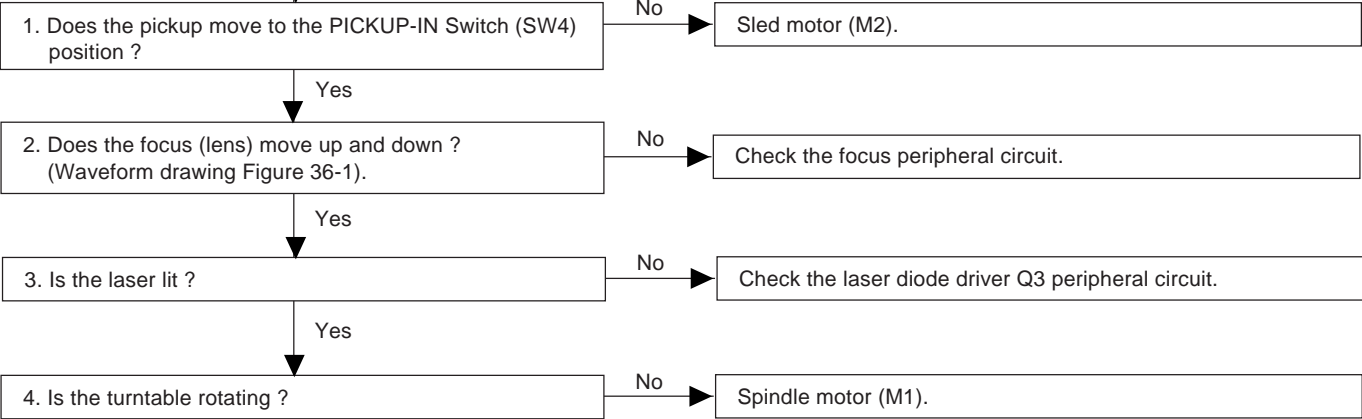 1. Does the pickup move to the PICKUP-IN Switch (SW4)
position ?
No
Sled motor (M2).
Yes
2. Does the focus (lens) move up and down ?
(Waveform drawing Figure 36-1).
No
Check the focus peripheral circuit.
Yes
3. Is the laser lit ?
No
Check the laser diode driver Q3 peripheral circuit.
Yes
4. Is the turntable rotating ?
No
Spindle motor (M1).